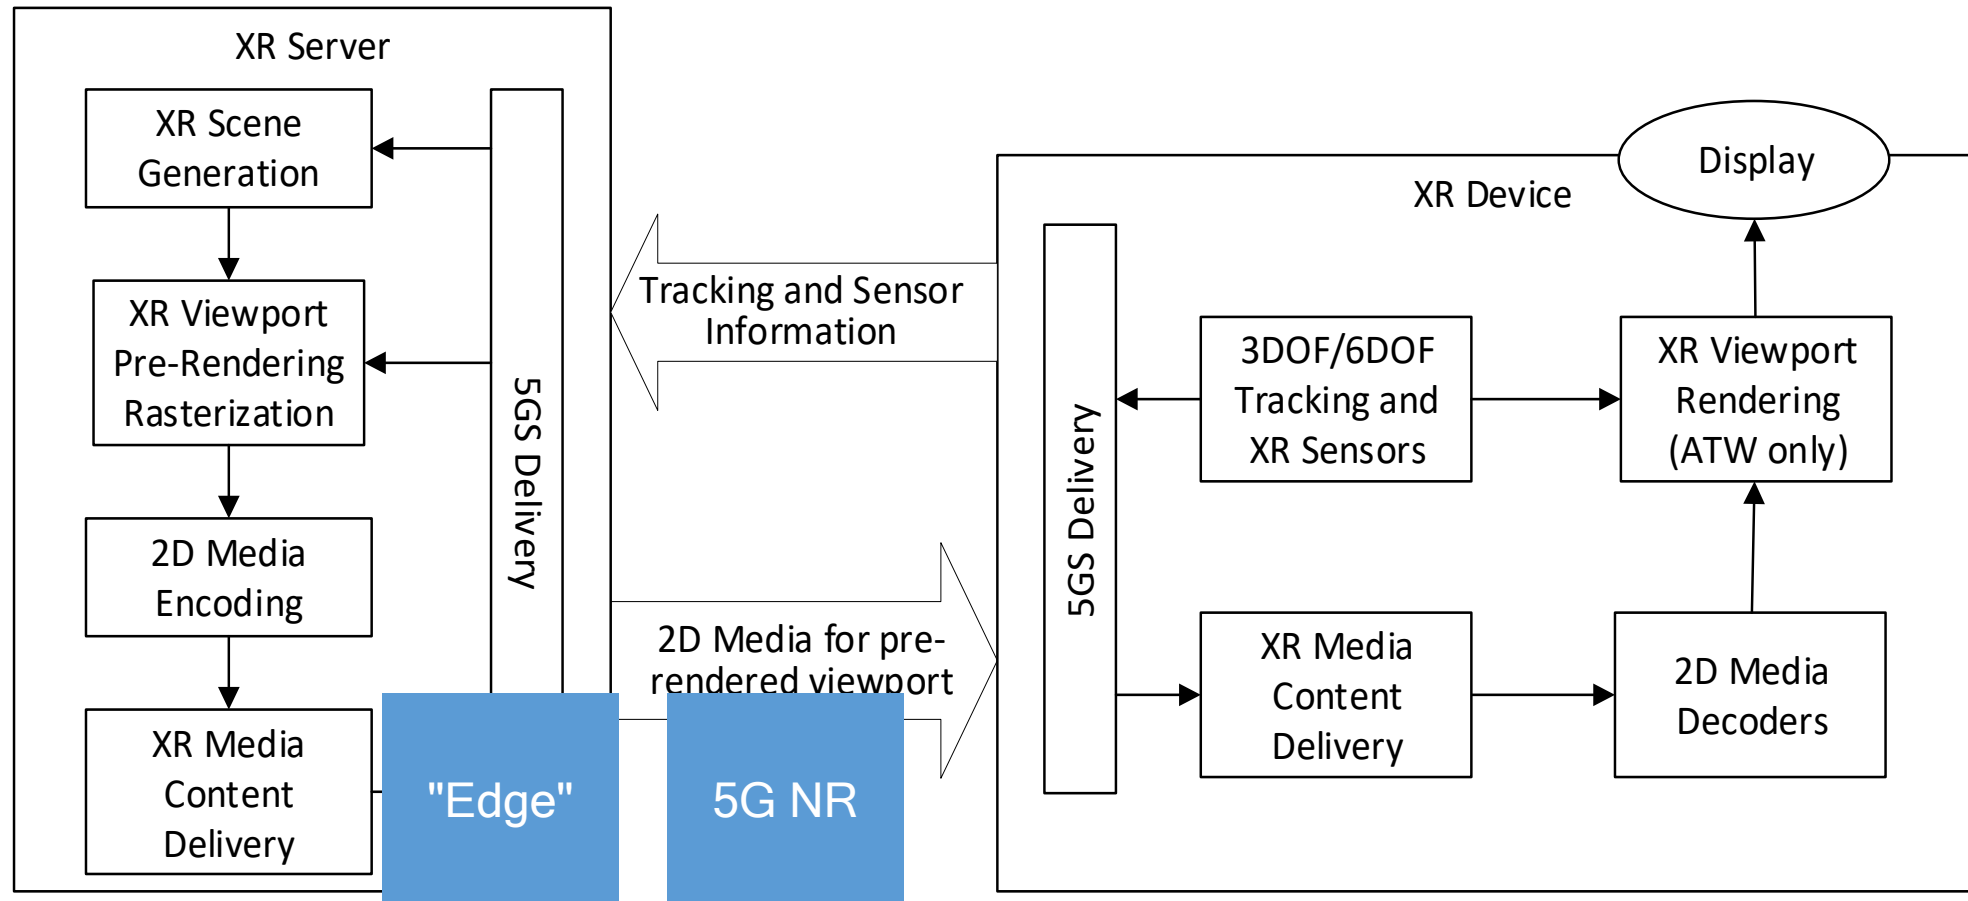 XR Server
XR Scene
Generation
XR Viewport
Pre-Rendering
Rasterization
2D Media
Encoding
XR Media
Content
Delivery
5GS Delivery
Tracking and Sensor
Information
2D Media for pre-
rendered viewport
"Edge"
5G NR
XR Device
Display
5GS Delivery
3DOF/6DOF
Tracking and
XR Sensors
XR Viewport
Rendering
(ATW only)
XR Media
Content
Delivery
2D Media
Decoders